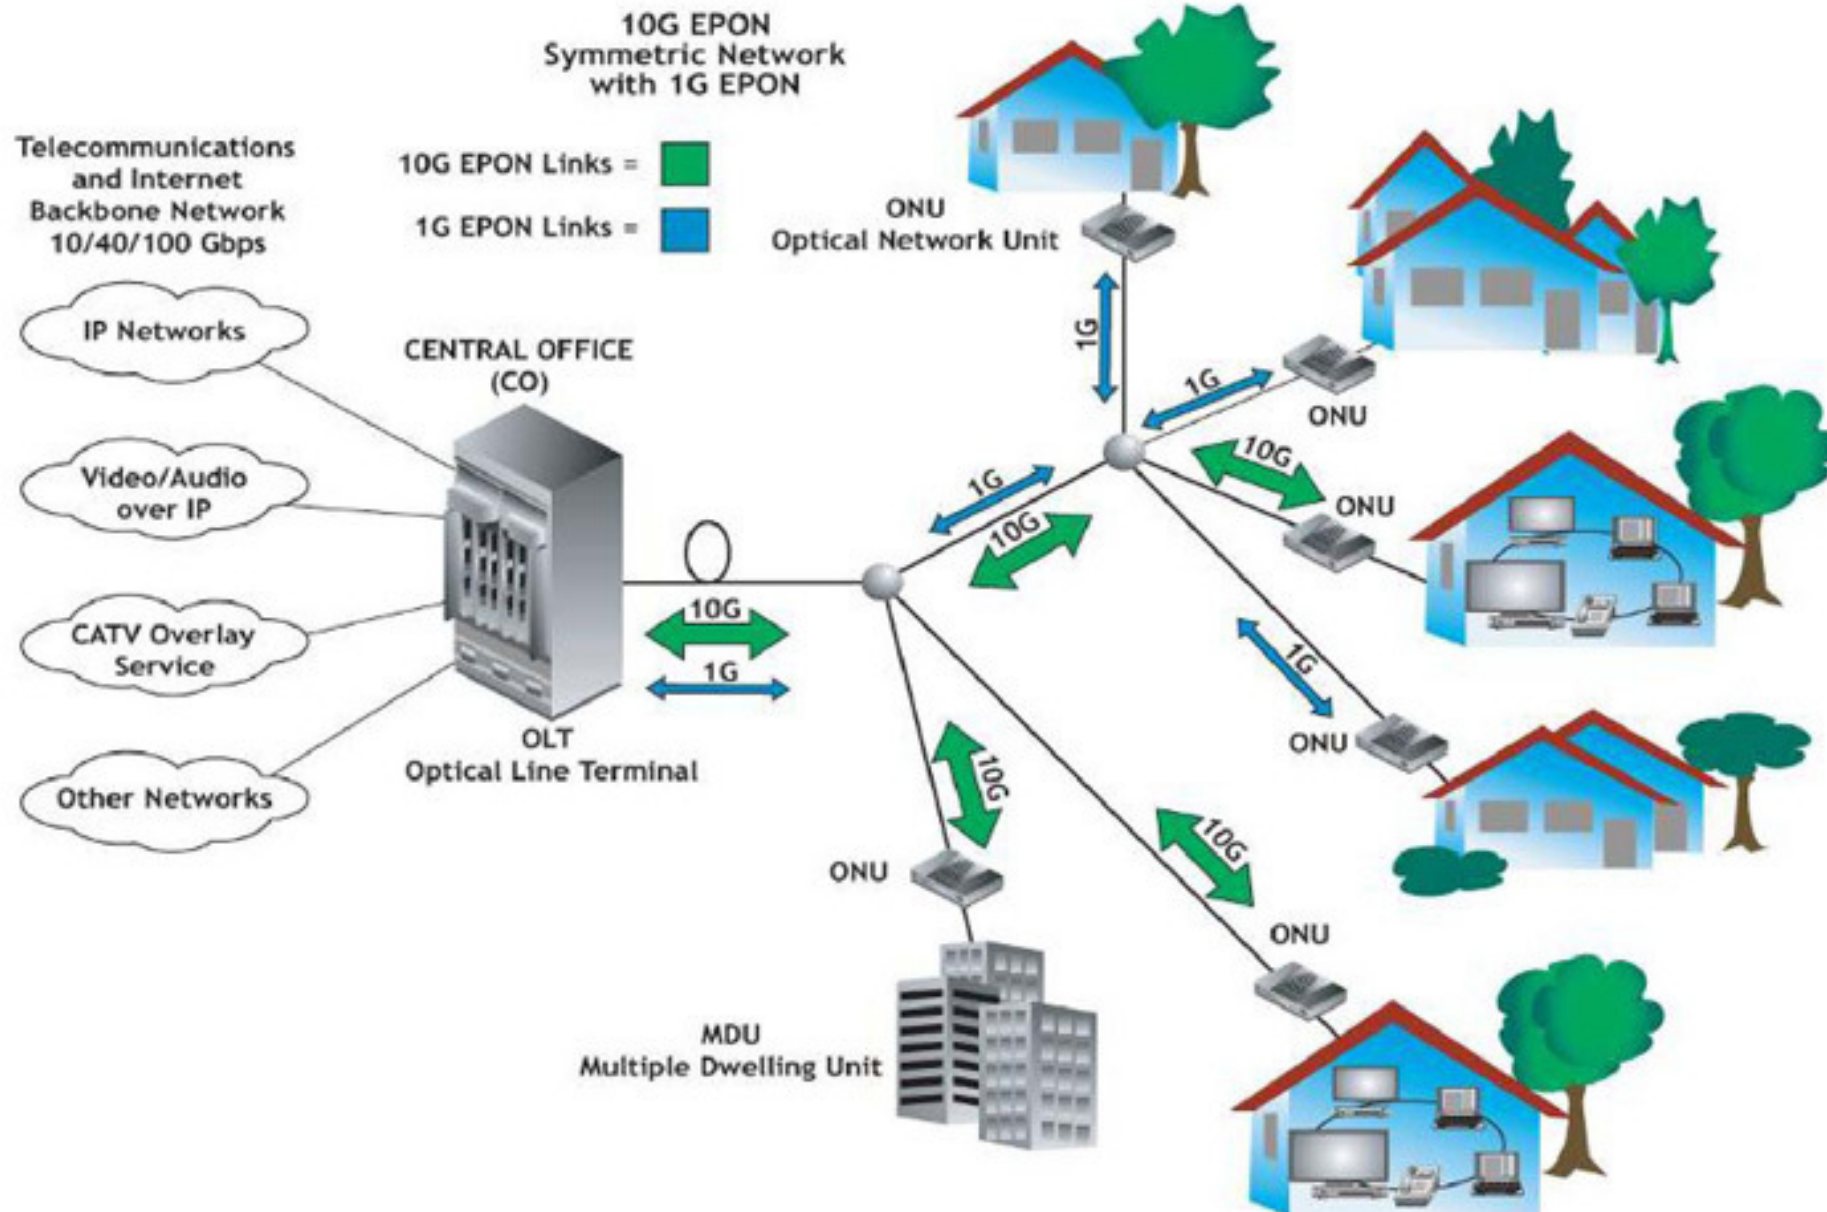 10G EPON
Symmetric Network
with 1G EPON
10G EPON Links =
1G EPON Links =
Telecommunications
and Internet
Backbone Network
10/40/100 Gbps
IP Networks
Video/Audio
over IP
CATV Overlay
Service
Other Networks
CENTRAL OFFICE
(CO)
OLT
Optical Line Terminal
10G
1G
1G
10G
ONU
Optical Network Unit
1G
1G
ONU
10G
ONU
1G
ONU
10G
ONU
10G
ONU
MDU
Multiple Dwelling Unit